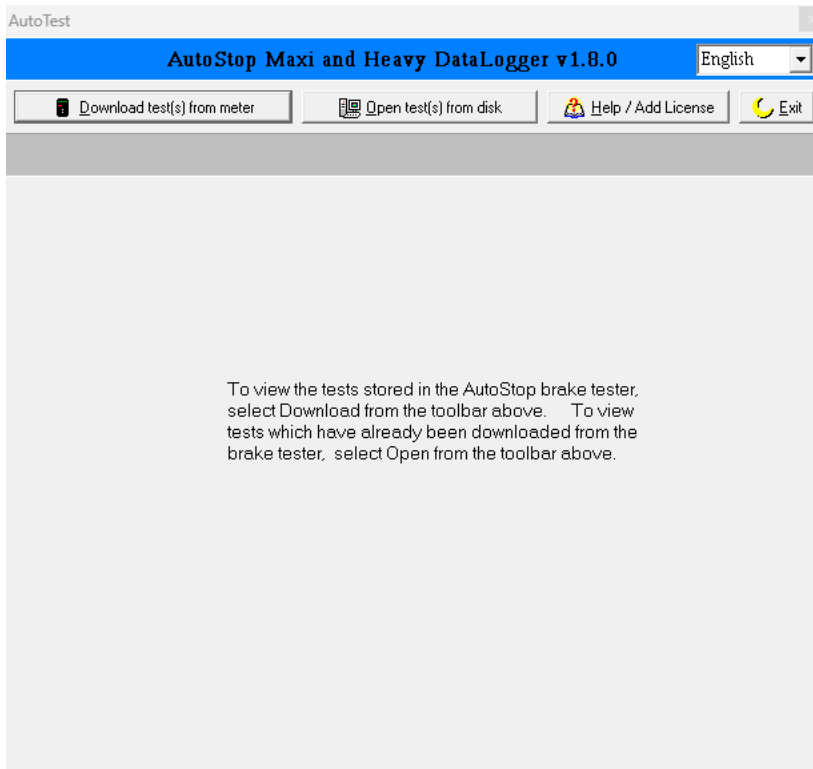 AutoTest
AutoStop Maxi and Heavy DataLogger v1.8.0
English
Download test(s) from meter
Open test(s) from disk
Help / Add License
Exit
To view the tests stored in the AutoStop brake tester,
select Download from the toolbar above. To view
tests which have already been downloaded from the
brake tester, select Open from the toolbar above.